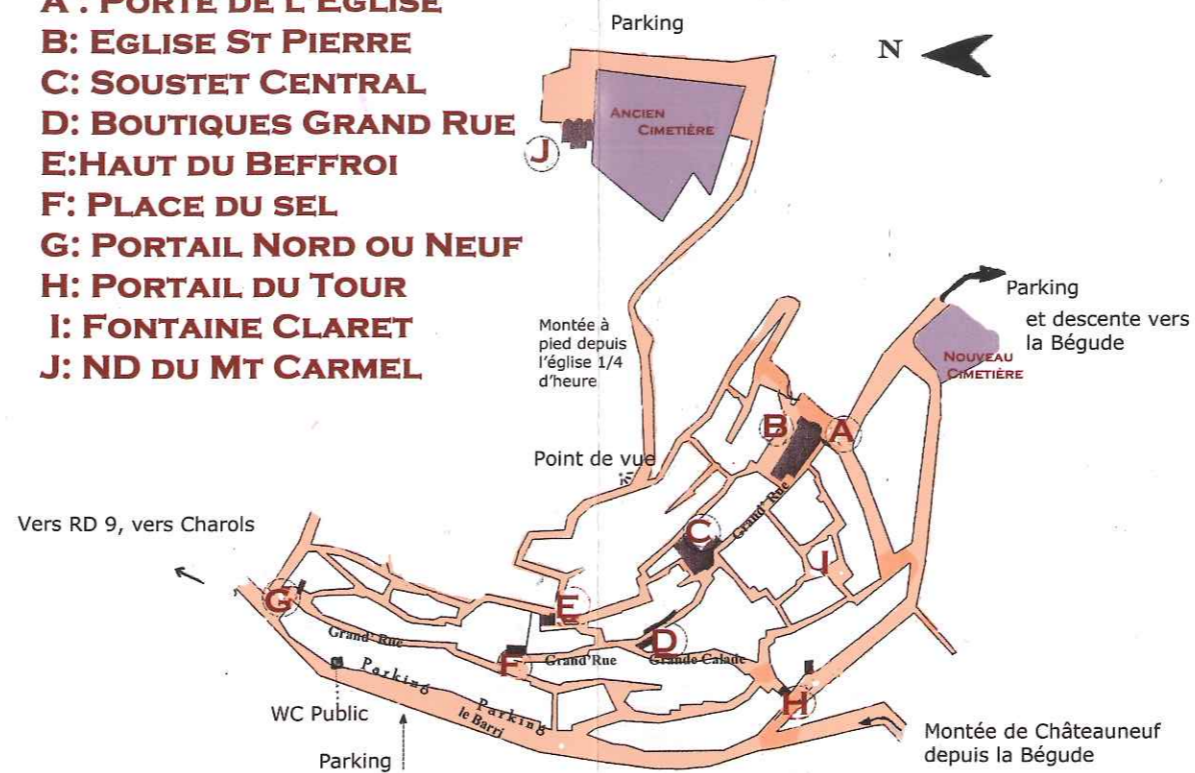 A : PORTE DE L'EGLISE
B: EGLISE ST PIERRE
C: SOUSTET CENTRAL
D: BOUTIQUES GRAND RUE
E:HAUT DU BEFFROI
F: PLACE DU SEL
G: PORTAIL NORD OU NEUF
H: PORTAIL DU TOUR
I: FONTAINE CLARET
J: ND DU MT CARMEL
Parking
N
ANCIEN
CIMETIÈRE
J
Parking
et descente vers
la Bégude
NOUVEAU
CIMETIÈRE
Montée à
pied depuis
l'église 1/4
d'heure
B
A
Point de vue
Grand' Rue
C
I
Vers RD 9, vers Charols
G
E
D
Grand' Rue
F
Grand'Rue
Grande Calade
H
Parking
Parking
le Barri
WC Public
Parking
Montée de Châteauneuf
depuis la Bégude